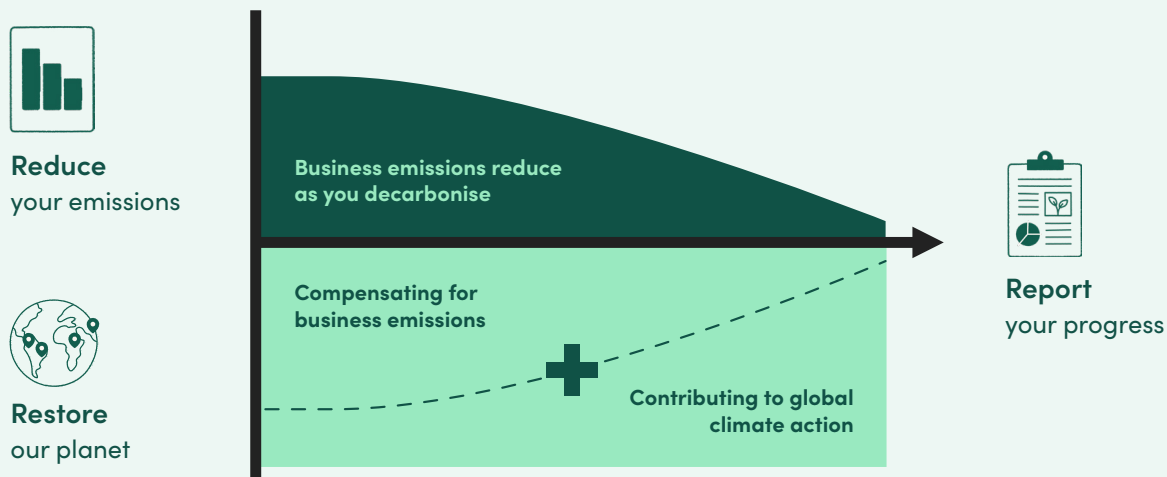 Reduce
your emissions
Business emissions reduce
as you decarbonise
Compensating for
business emissions
Contributing to global
climate action
Restore
our planet
Report
your progress